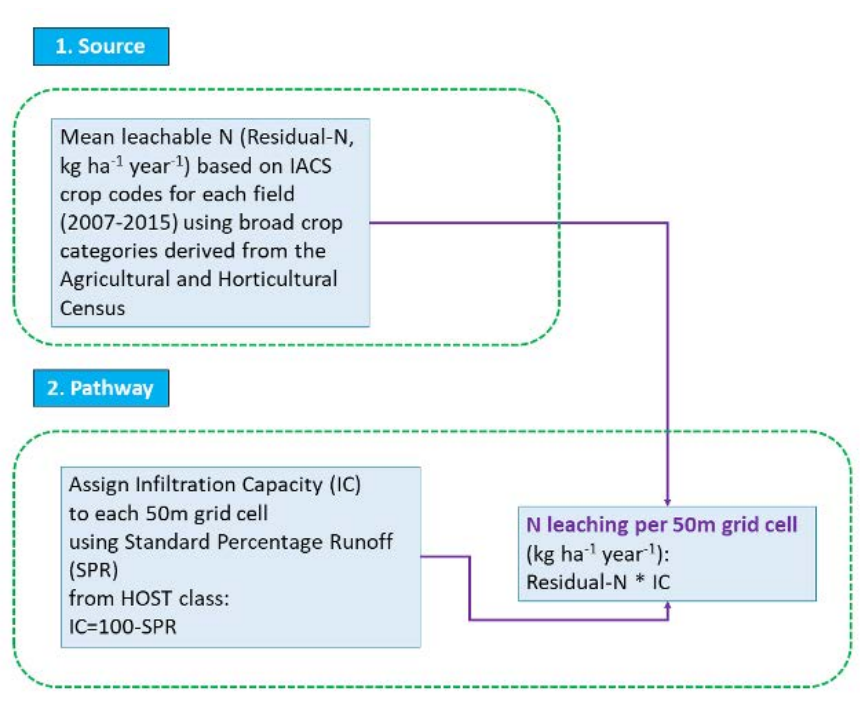 1. Source
Mean leachable N (Residual-N,
kg ha⁻¹ year⁻¹) based on IACS
crop codes for each field
(2007-2015) using broad crop
categories derived from the
Agricultural and Horticultural
Census
2. Pathway
Assign Infiltration Capacity (IC)
to each 50m grid cell
using Standard Percentage Runoff
(SPR)
from HOST class:
IC=100-SPR
N leaching per 50m grid cell
(kg ha⁻¹ year⁻¹):
Residual-N * IC